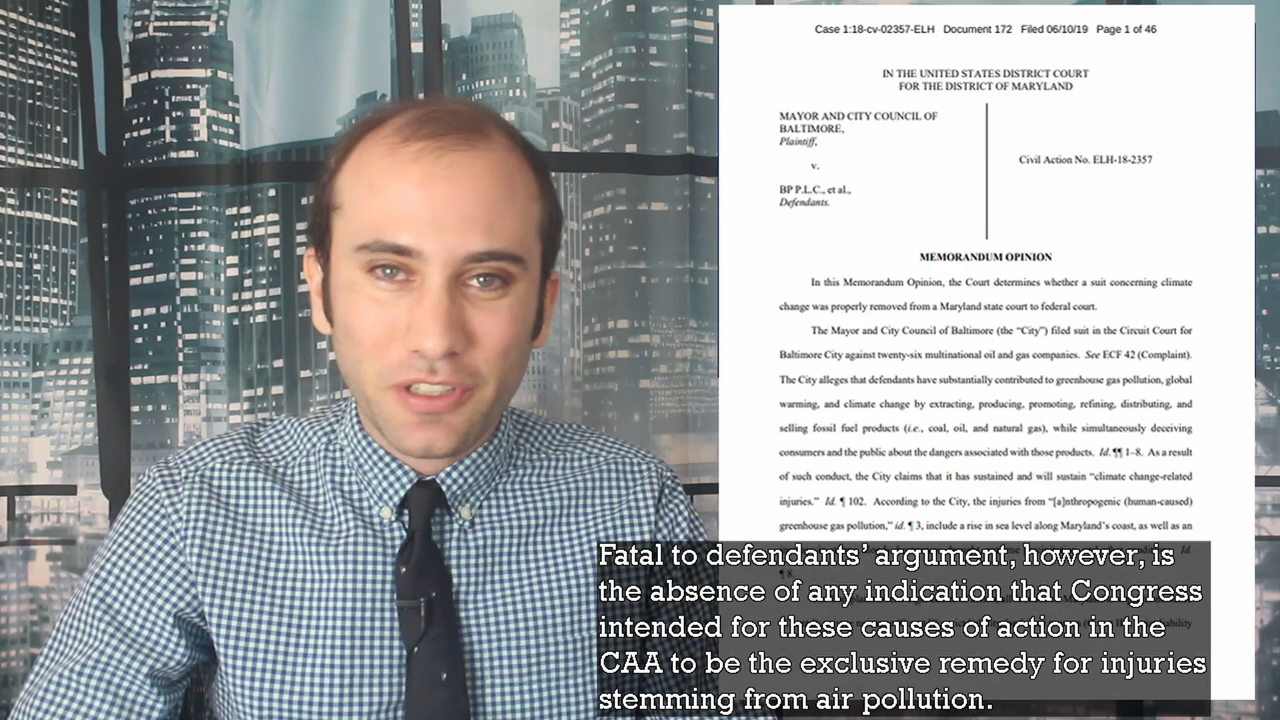 Case 1:18-cv-02357-ELH Document 172 Filed 06/10/19 Page 1 of 46
IN THE UNITED STATES DISTRICT COURT
FOR THE DISTRICT OF MARYLAND
MAYOR AND CITY COUNCIL OF
BALTIMORE,
Plaintiff,
v.
BP P.L.C., et al.,
Defendants.
Civil Action No. ELH-18-2357
MEMORANDUM OPINION
In this Memorandum Opinion, the Court determines whether a suit concerning climate
change was properly removed from a Maryland state court to federal court.
The Mayor and City Council of Baltimore (the “City”) filed suit in the Circuit Court for
Baltimore City against twenty-six multinational oil and gas companies. See ECF 42 (Complaint).
The City alleges that defendants have substantially contributed to greenhouse gas pollution, global
warming, and climate change by extracting, producing, promoting, refining, distributing, and
selling fossil fuel products (i.e., coal, oil, and natural gas), while simultaneously deceiving
consumers and the public about the dangers associated with those products. Id. ¶¶ 1–8. As a result
of such conduct, the City claims that it has sustained and will sustain “climate change-related
injuries.” Id. ¶ 102. According to the City, the injuries from “[a]nthropogenic (human-caused)
greenhouse gas pollution,” id. ¶ 3, include a rise in sea level along Maryland’s coast, as well as an
Id.
¶ 8.
Fatal to defendants’ argument, however, is
the absence of any indication that Congress
intended for these causes of action in the
CAA to be the exclusive remedy for injuries
stemming from air pollution.